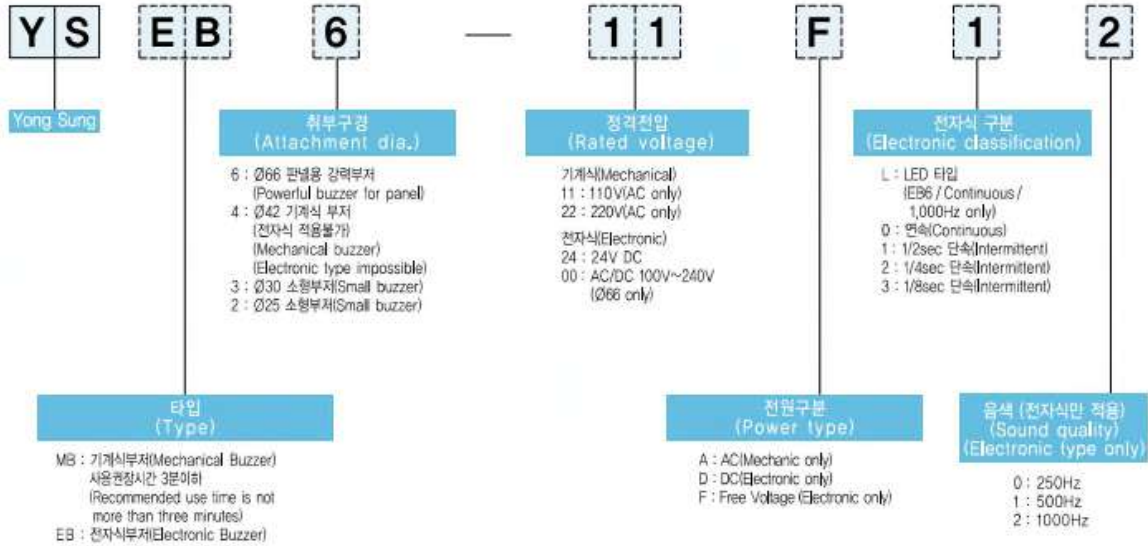 YS EB 6 — 11 F 1 2
Yong Sung
취부구경
(Attachment dia.)
6 : Ø66 판넬용 강력부저
(Powerful buzzer for panel)
4 : Ø42 기계식 부저
(전자식 적용불가)
(Mechanical buzzer)
(Electronic type impossible)
3 : Ø30 소형부저(Small buzzer)
2 : Ø25 소형부저(Small buzzer)
정격전압
(Rated voltage)
기계식(Mechanical)
11 : 110V(AC only)
22 : 220V(AC only)
전자식(Electronic)
24 : 24V DC
00 : AC/DC 100V~240V
(Ø66 only)
전자식 구분
(Electronic classification)
L : LED 타입
(EB6 / Continuous /
1,000Hz only)
0 : 연속(Continuous)
1 : 1/2sec 단속(Intermittent)
2 : 1/4sec 단속(Intermittent)
3 : 1/8sec 단속(Intermittent)
타입
(Type)
MB : 기계식부저(Mechanical Buzzer)
사용권장시간 3분이하
(Recommended use time is not
more than three minutes)
EB : 전자식부저(Electronic Buzzer)
전원구분
(Power type)
A : AC(Mechanic only)
D : DC(Electronic only)
F : Free Voltage (Electronic only)
음색 (전자식만 적용)
(Sound quality)
(Electronic type only)
0 : 250Hz
1 : 500Hz
2 : 1000Hz